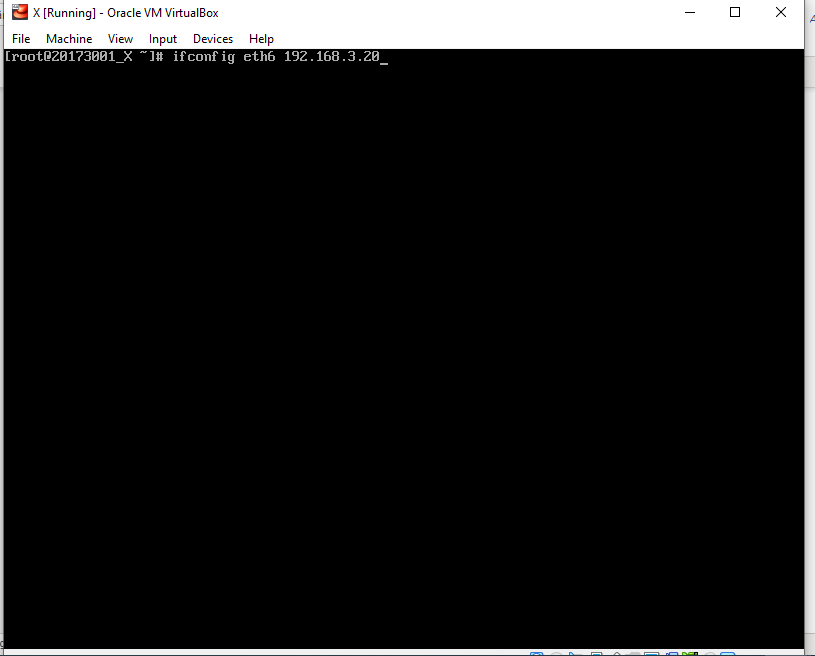 X [Running] - Oracle VM VirtualBox
File Machine View Input Devices Help
[root@20173001_X ~]# ifconfig eth6 192.168.3.20_